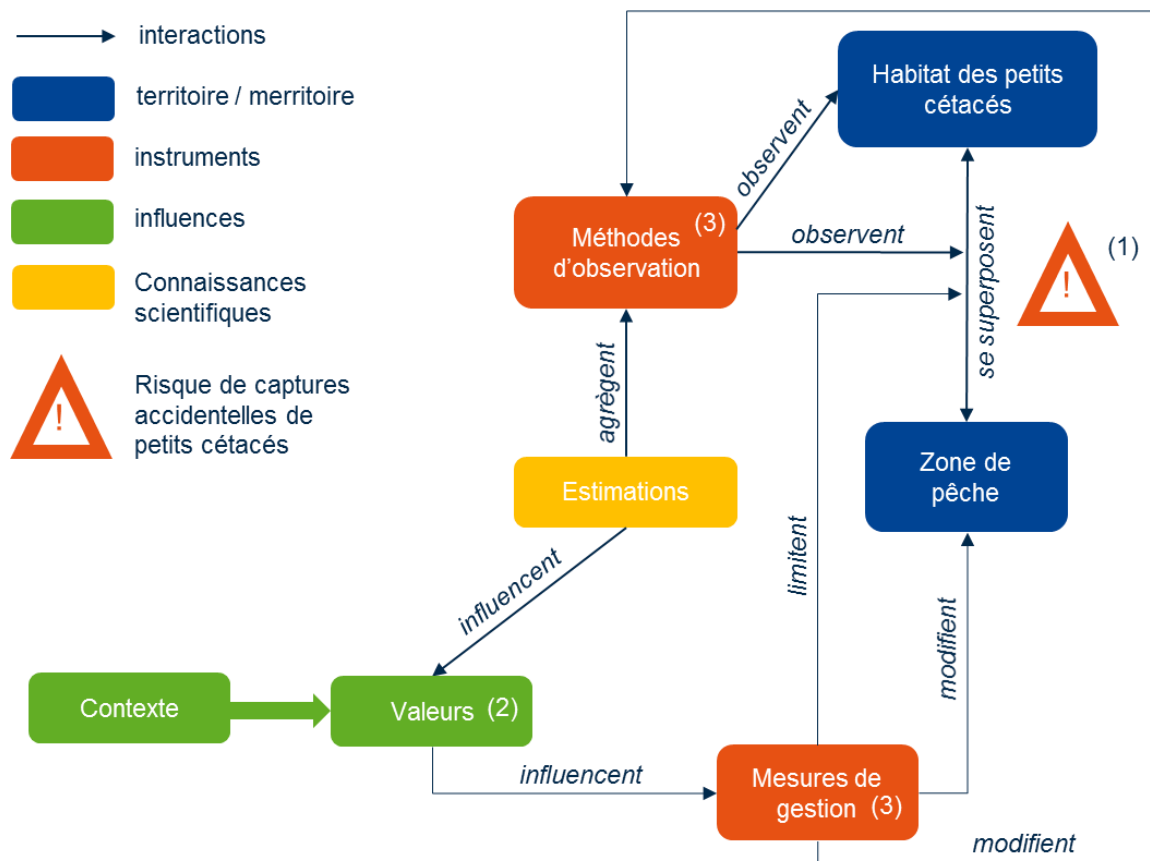 interactions
territoire / merritoire
instruments
influences
Connaissances
scientifiques
!
Risque de captures
accidentelles de
petits cétacés
Habitat des petits
cétacés
observent
Méthodes
d’observation
(3)
observent
se superposent
!
(1)
agrègent
Estimations
Zone de
pêche
limitent
influencent
modifient
Contexte
Valeurs
(2)
influencent
Mesures de
gestion
(3)
modifient